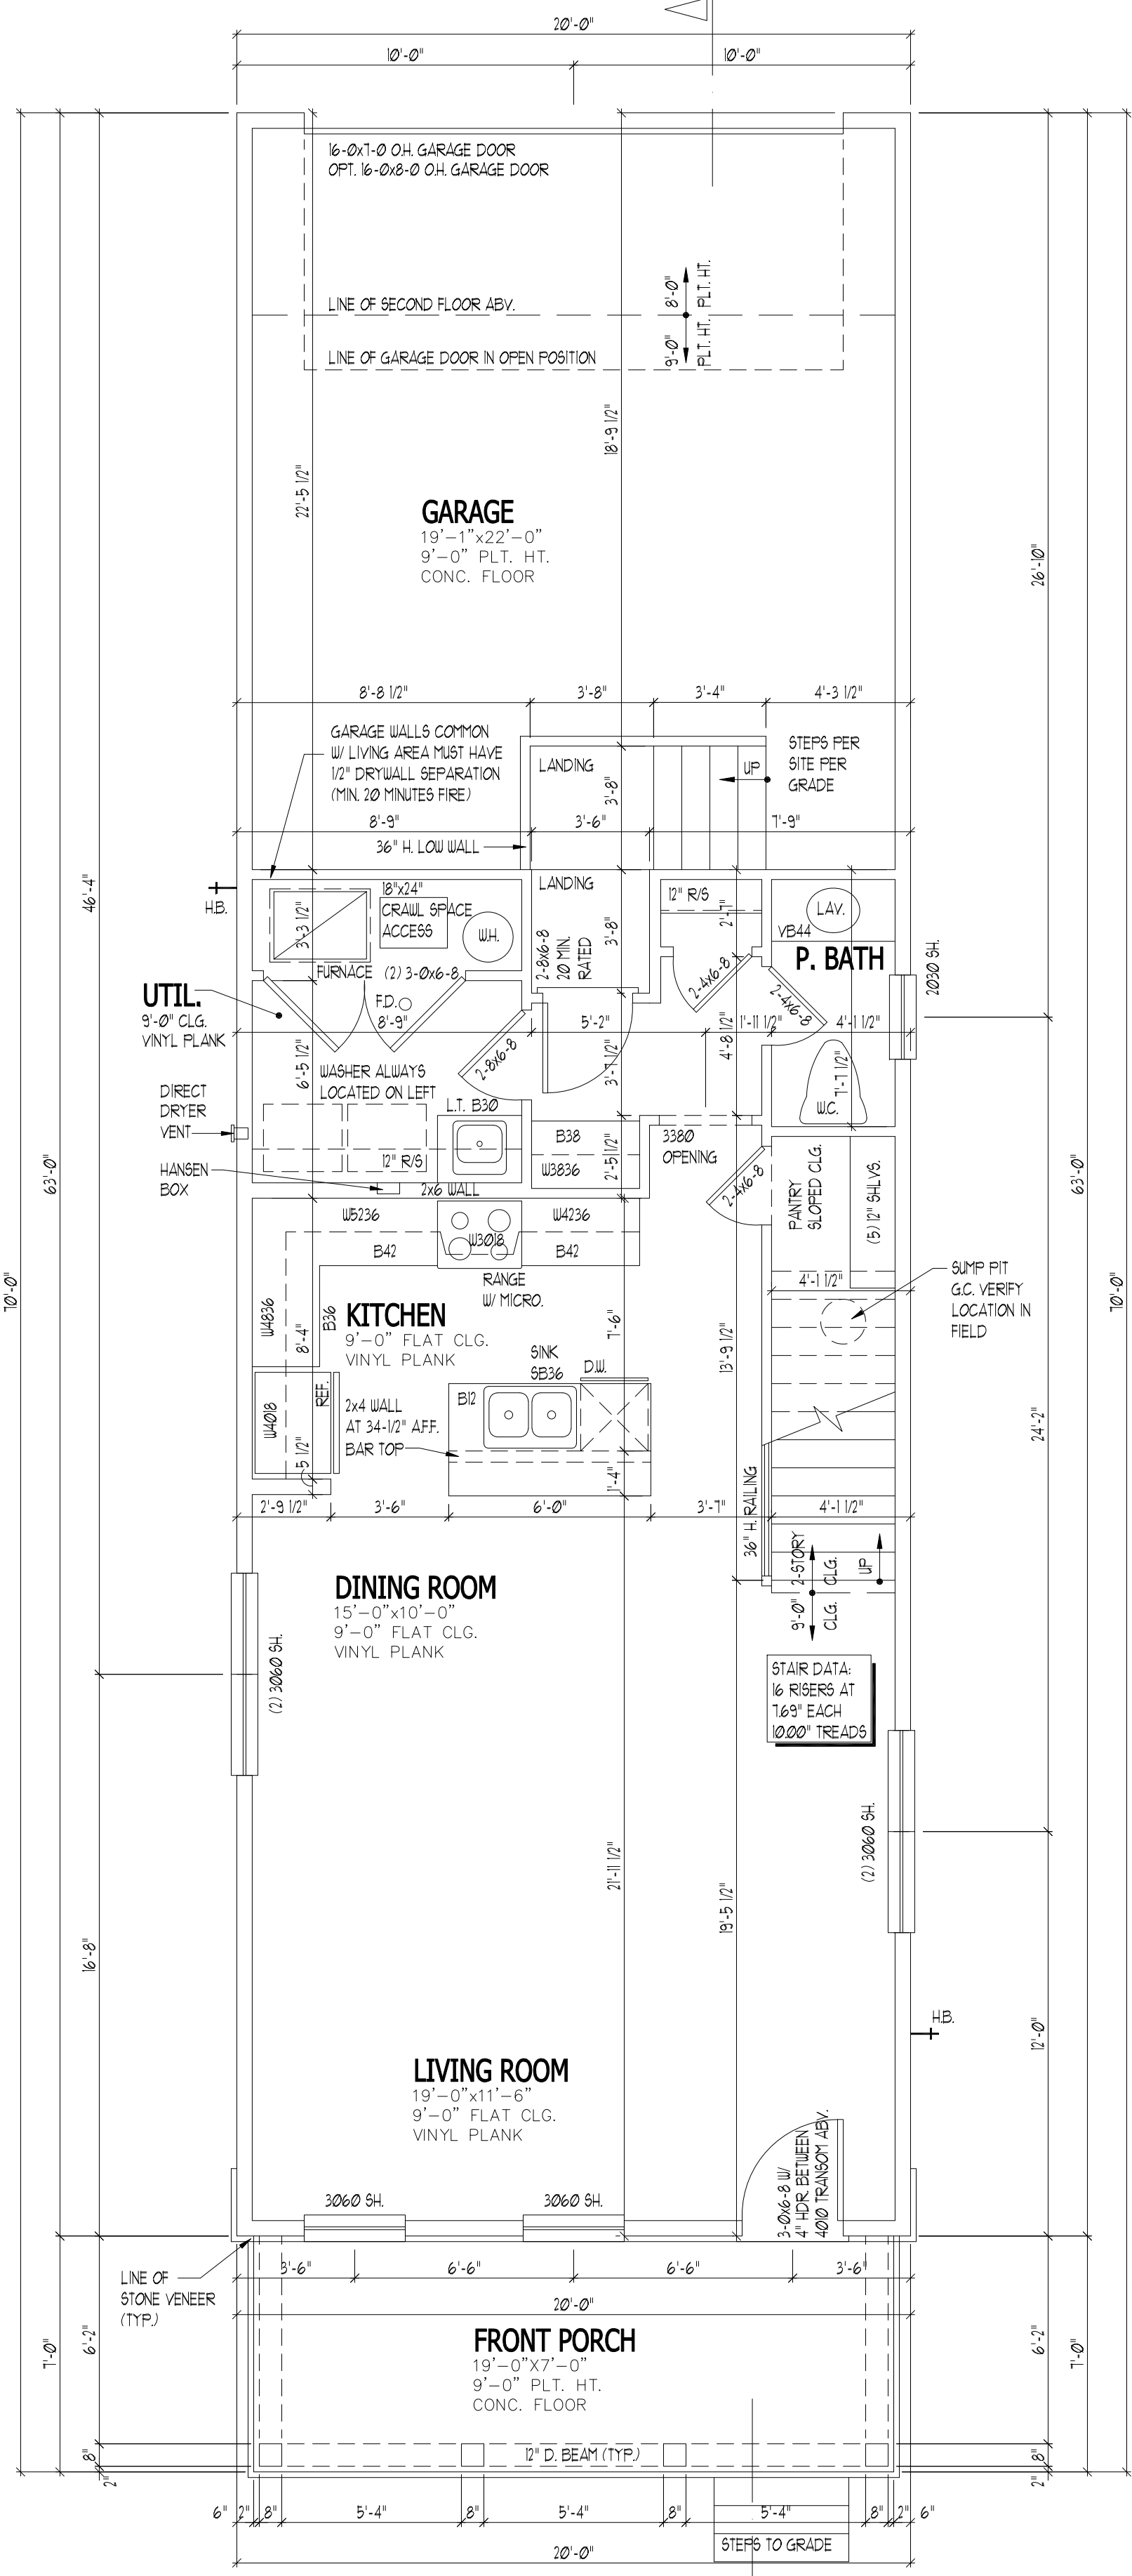 20'-0"
10'-0"
10'-0"
16-0x7-0 O.H. GARAGE DOOR
OPT. 16-0x8-0 O.H. GARAGE DOOR
8'-0"
PLT. HT.
LINE OF SECOND FLOOR ABV.
9'-0"
PLT. HT.
LINE OF GARAGE DOOR IN OPEN POSITION
18'-9 1/2"
22'-5 1/2"
GARAGE
19'-1"x22'-0"
9'-0" PLT. HT.
CONC. FLOOR
26'-10"
8'-8 1/2"
3'-8"
3'-4"
4'-3 1/2"
GARAGE WALLS COMMON
W/ LIVING AREA MUST HAVE
1/2" DRYWALL SEPARATION
(MIN. 20 MINUTES FIRE)
LANDING
3'-8"
UP
STEPS PER
SITE PER
GRADE
8'-9"
3'-6"
7'-9"
36" H. LOW WALL
46'-4"
H.B.
3'-3 1/2"
18"x24"
CRAWL SPACE
ACCESS
W.H.
LANDING
3'-8"
2-8x6-8
20 MIN.
RATED
12" R/S
2'-7"
LAV.
VB44
P. BATH
2030 SH.
FURNACE
(2) 3-0x6-8
UTIL.
9'-0" CLG.
VINYL PLANK
F.D.
8'-9"
5'-2"
2-4x6-8
2-4x6-8
1'-11 1/2"
4'-1 1/2"
4'-8 1/2"
6'-5 1/2"
WASHER ALWAYS
LOCATED ON LEFT
2-8x6-8
3'-7 1/2"
7'-7 1/2"
W.C.
DIRECT
DRYER
VENT
L.T. B30
12" R/S
HANSEN
BOX
2x6 WALL
B38
W3836
2'-5 1/2"
3380
OPENING
2-4x6-8
PANTRY
SLOPED CLG.
(5) 12" SHLVS.
63'-0"
63'-0"
70'-0"
70'-0"
W5236
W4236
W3018
B42
B42
RANGE
W/ MICRO.
W4836
B36
8'-4"
KITCHEN
9'-0" FLAT CLG.
VINYL PLANK
7'-6"
13'-9 1/2"
4'-1 1/2"
SUMP PIT
G.C. VERIFY
LOCATION IN
FIELD
SINK
SB36
D.W.
REF.
W4018
B12
2x4 WALL
AT 34-1/2" A.F.F.
BAR TOP
5 1/2"
1'-4"
24'-2"
36" H. RAILING
2'-9 1/2"
3'-6"
6'-0"
3'-7"
4'-1 1/2"
2-STORY
CLG.
UP
9'-0"
CLG.
DINING ROOM
15'-0"x10'-0"
9'-0" FLAT CLG.
VINYL PLANK
(2) 3060 SH.
STAIR DATA:
16 RISERS AT
7.69" EACH
10.00" TREADS
(2) 3060 SH.
21'-11 1/2"
19'-5 1/2"
16'-8"
12'-0"
H.B.
LIVING ROOM
19'-0"x11'-6"
9'-0" FLAT CLG.
VINYL PLANK
3-0x6-8 W/
4" HDR. BETWEEN
4010 TRANSOM ABV.
3060 SH.
3060 SH.
3'-6"
6'-6"
6'-6"
3'-6"
LINE OF
STONE VENEER
(TYP.)
20'-0"
FRONT PORCH
19'-0"X7'-0"
9'-0" PLT. HT.
CONC. FLOOR
6'-2"
6'-2"
7'-0"
7'-0"
12" D. BEAM (TYP.)
8"
8"
2"
2"
6"
2"
8"
5'-4"
8"
5'-4"
8"
5'-4"
8"
2"
6"
STEPS TO GRADE
20'-0"